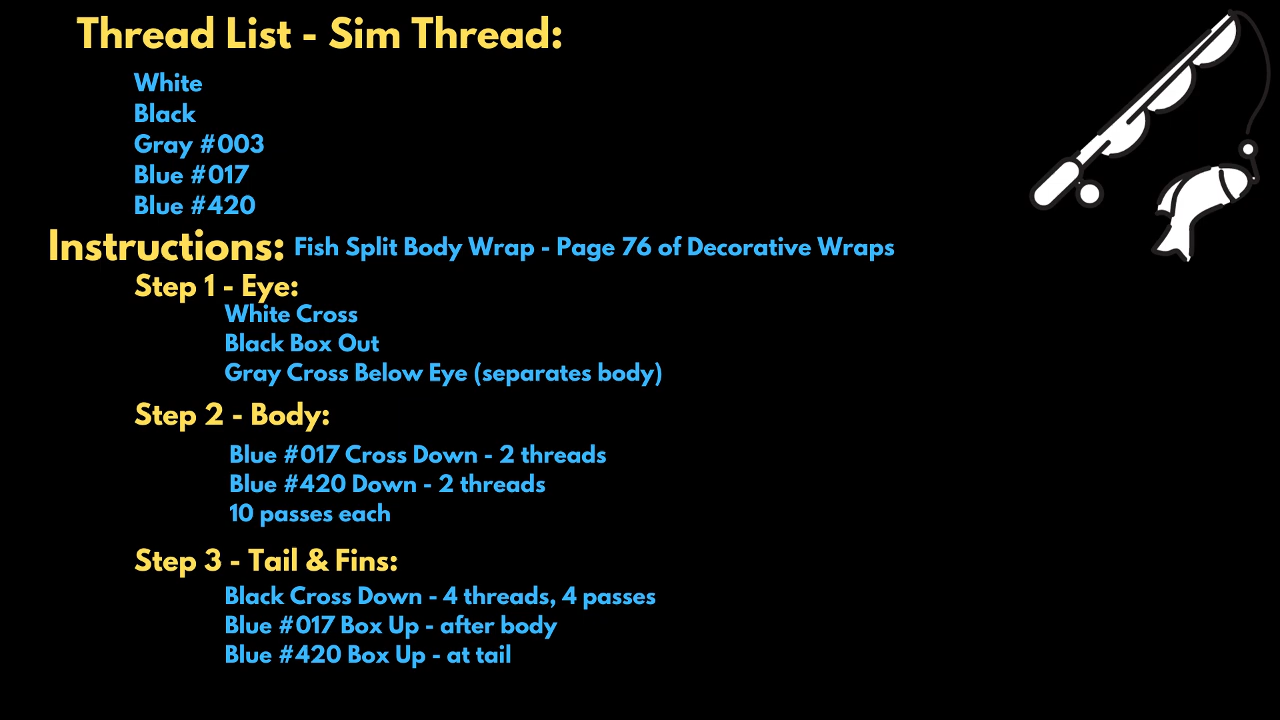 Thread List - Sim Thread:
White
Black
Gray #003
Blue #017
Blue #420
Instructions: Fish Split Body Wrap - Page 76 of Decorative Wraps
Step 1 - Eye:
White Cross
Black Box Out
Gray Cross Below Eye (separates body)
Step 2 - Body:
Blue #017 Cross Down - 2 threads
Blue #420 Down - 2 threads
10 passes each
Step 3 - Tail & Fins:
Black Cross Down - 4 threads, 4 passes
Blue #017 Box Up - after body
Blue #420 Box Up - at tail